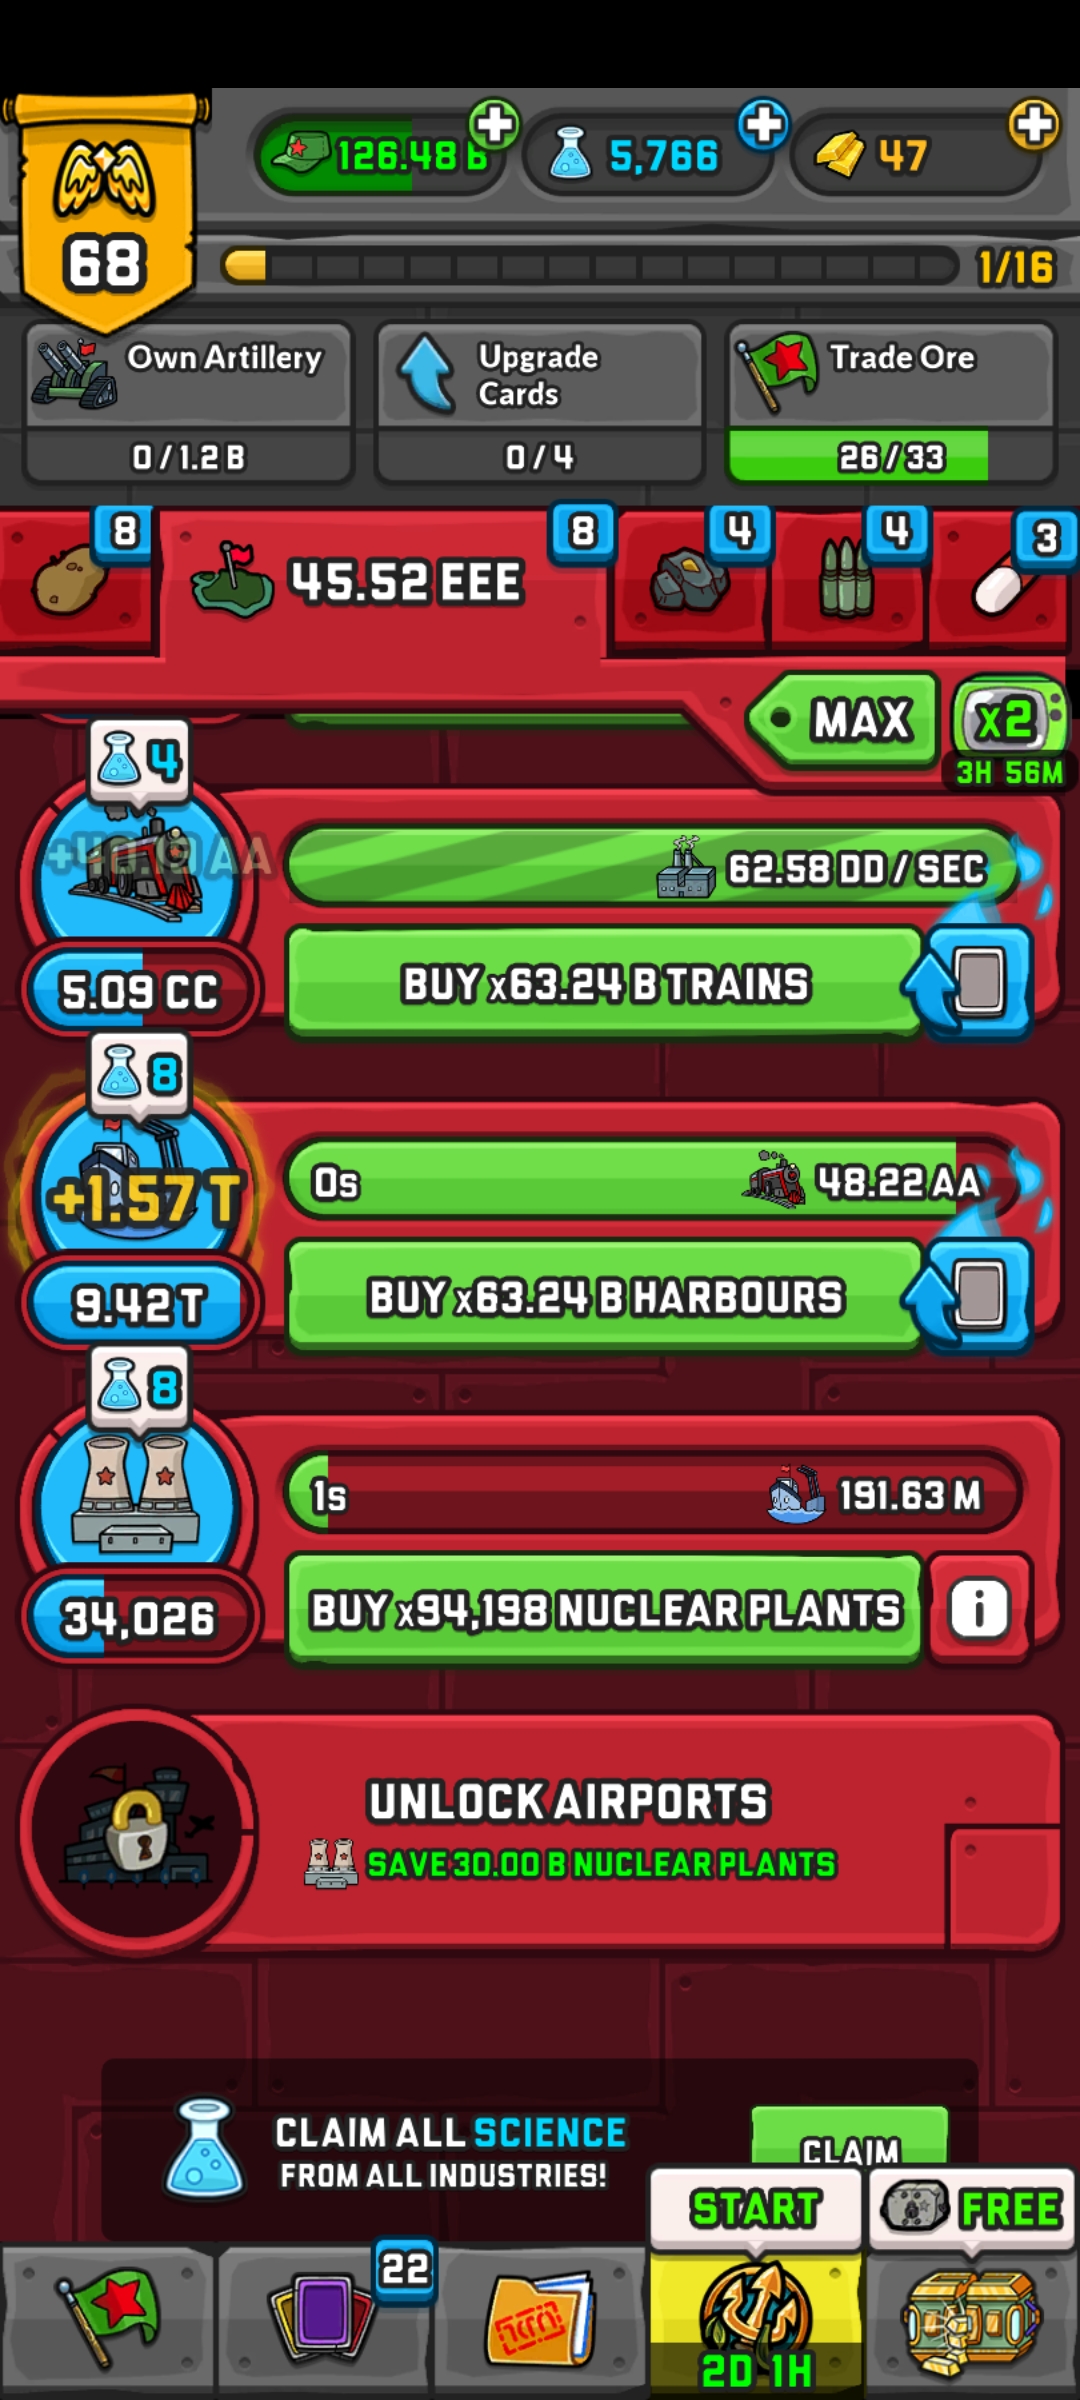 126.48 B
5,766
47
68
1/16
Own Artillery
0 / 1.2 B
Upgrade
Cards
0 / 4
Trade Ore
26 / 33
8
45.52 EEE
8
4
4
3
MAX
x2
3H 56M
4
62.58 DD / SEC
5.09 CC
BUY x63.24 B TRAINS
8
+1.57 T
0s
48.22 AA
9.42 T
BUY x63.24 B HARBOURS
8
1s
191.63 M
34,026
BUY x94,198 NUCLEAR PLANTS
i
UNLOCK AIRPORTS
SAVE 30.00 B NUCLEAR PLANTS
CLAIM ALL SCIENCE
FROM ALL INDUSTRIES!
CLAIM
START
FREE
22
2D 1H